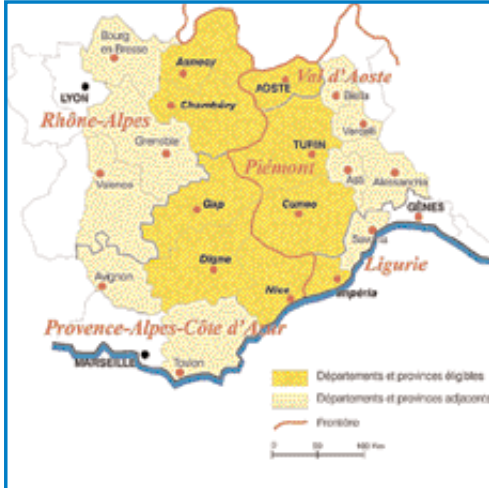 Bourg
en-Bresse
Annecy
Val d'Aoste
AOSTE
Biella
LYON
Chambéry
Rhône-Alpes
Vercelli
Grenoble
TURIN
Piémont
Valence
Asti
Alessandria
Gap
Cuneo
GÊNES
Savona
Digne
Ligurie
Avignon
Nice
Impéria
Provence-Alpes-Côte d'Azur
MARSEILLE
Toulon
Départements et provinces éligibles
Départements et provinces adjacents
Frontière
0 50 100 Km